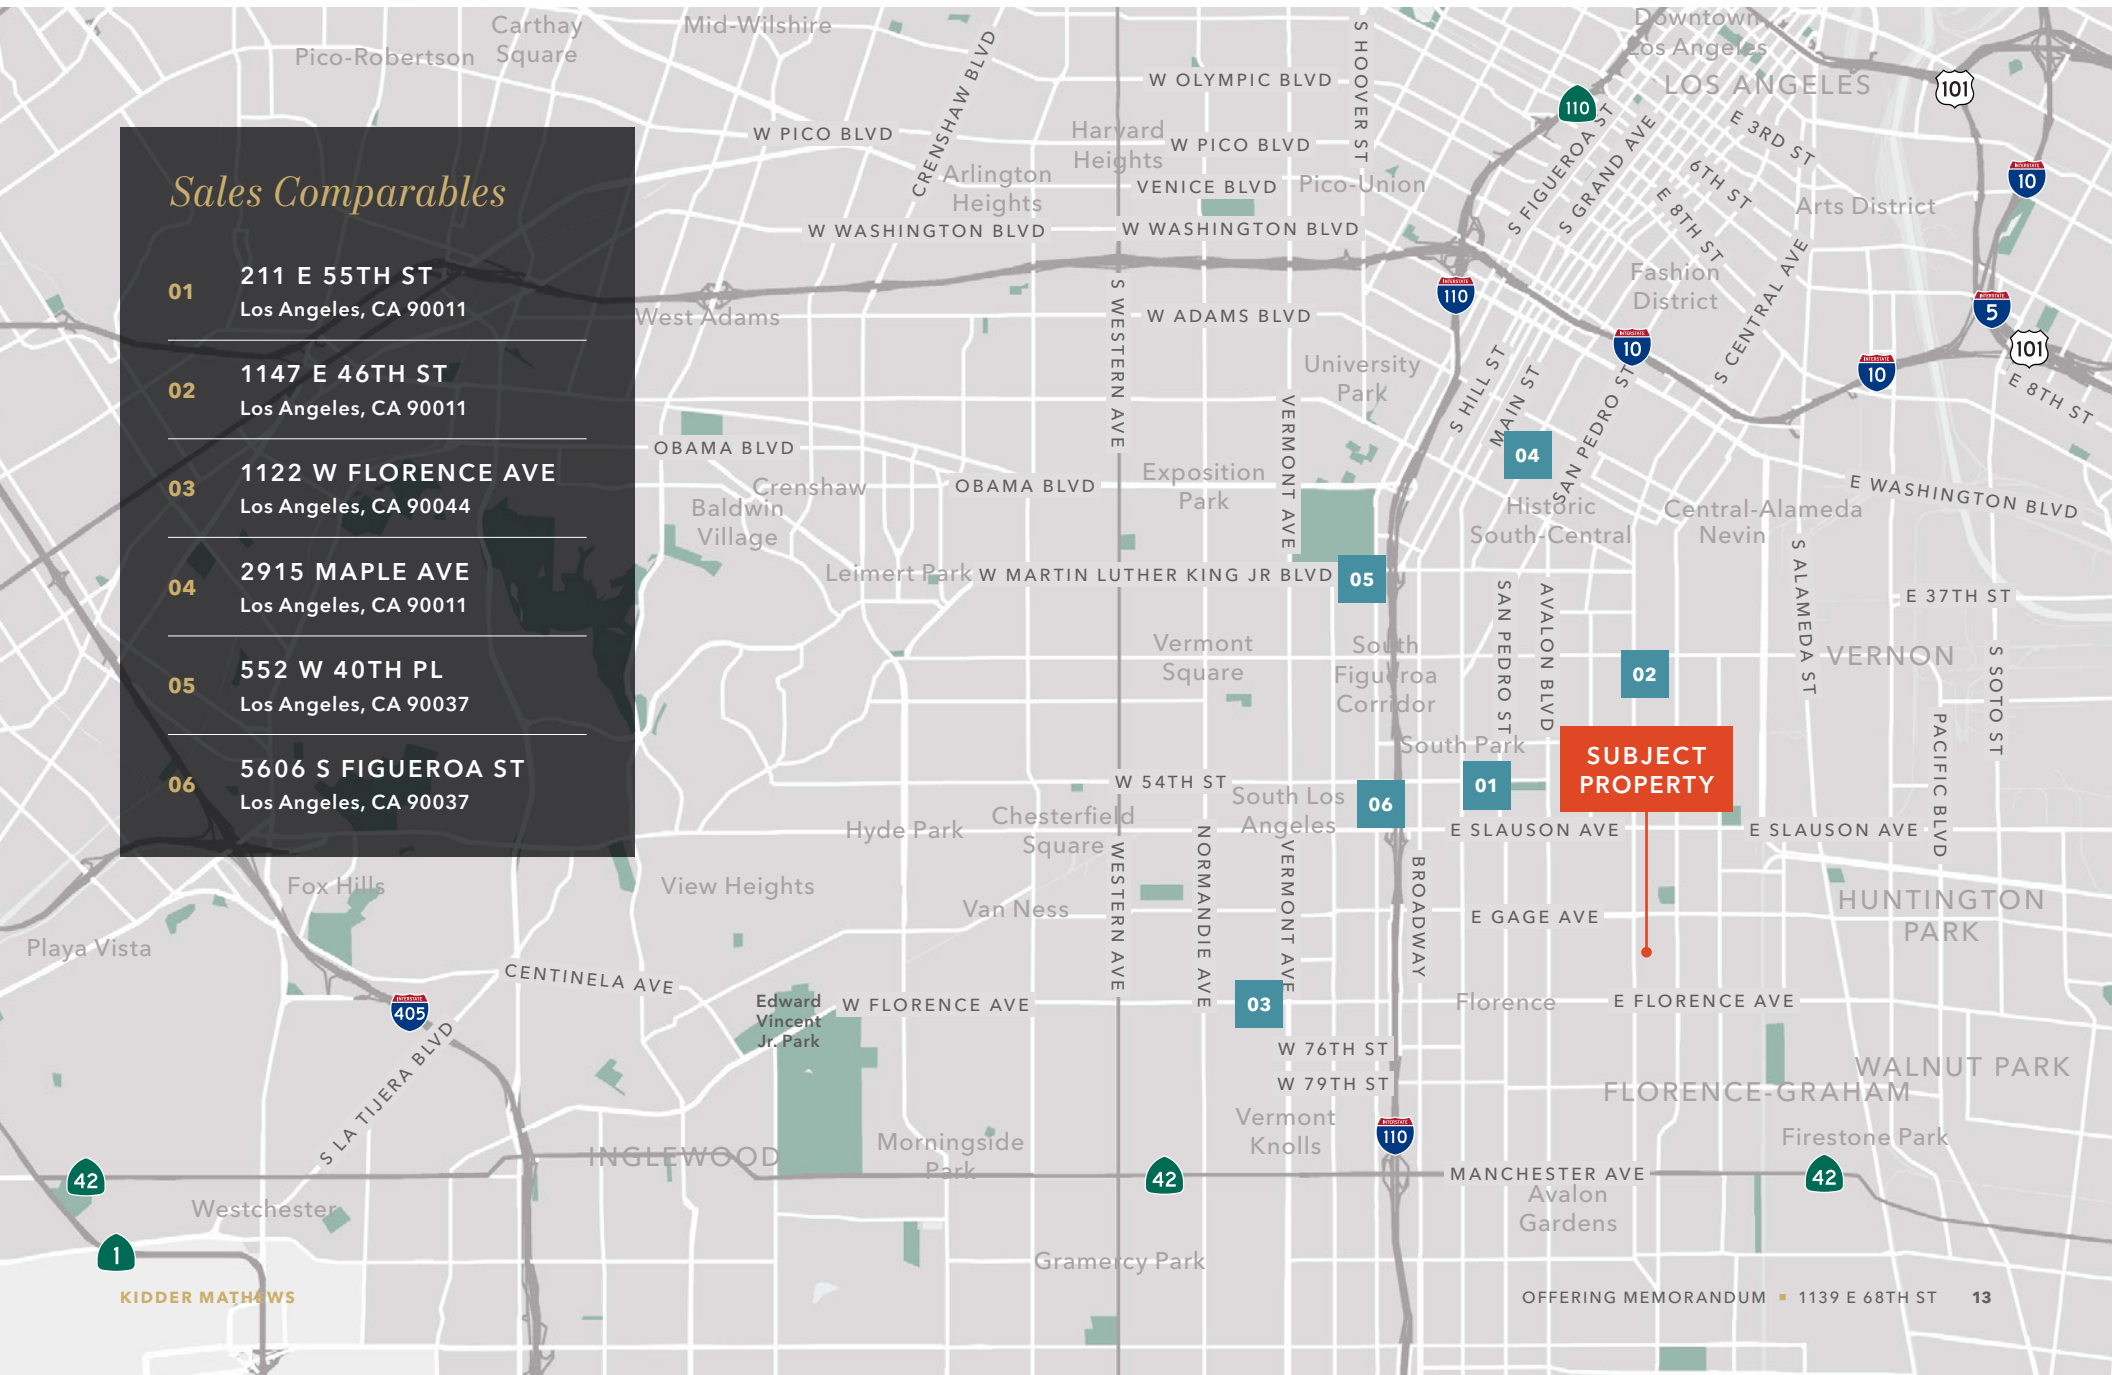 Sales Comparables
01
211 E 55TH ST
Los Angeles, CA 90011
02
1147 E 46TH ST
Los Angeles, CA 90011
03
1122 W FLORENCE AVE
Los Angeles, CA 90044
04
2915 MAPLE AVE
Los Angeles, CA 90011
05
552 W 40TH PL
Los Angeles, CA 90037
06
5606 S FIGUEROA ST
Los Angeles, CA 90037
Carthay
Square
Mid-Wilshire
Pico-Robertson
CRENSHAW BLVD
W OLYMPIC BLVD
S HOOVER ST
Downtown
Los Angeles
LOS ANGELES
101
110
W PICO BLVD
Harvard
Heights
W PICO BLVD
S FIGUEROA ST
S GRAND AVE
E 3RD ST
6TH ST
E 8TH ST
Arlington
Heights
VENICE BLVD
Pico-Union
INTERSTATE
10
Arts District
W WASHINGTON BLVD
W WASHINGTON BLVD
Fashion
District
S CENTRAL AVE
INTERSTATE
110
INTERSTATE
5
West Adams
S WESTERN AVE
W ADAMS BLVD
INTERSTATE
10
101
INTERSTATE
10
E 8TH ST
University
Park
S HILL ST
MAIN ST
SAN PEDRO ST
VERMONT AVE
OBAMA BLVD
04
Crenshaw
OBAMA BLVD
Exposition
Park
Baldwin
Village
Historic
South-Central
Central-Alameda
Nevin
E WASHINGTON BLVD
Leimert Park
W MARTIN LUTHER KING JR BLVD
05
SAN PEDRO ST
AVALON BLVD
S ALAMEDA ST
E 37TH ST
Vermont
Square
South
Figueroa
Corridor
02
VERNON
S SOTO ST
PACIFIC BLVD
South Park
SUBJECT
PROPERTY
W 54TH ST
South Los
Angeles
06
01
Chesterfield
Square
Hyde Park
E SLAUSON AVE
E SLAUSON AVE
WESTERN AVE
NORMANDIE AVE
VERMONT AVE
BROADWAY
Fox Hills
View Heights
Van Ness
E GAGE AVE
HUNTINGTON
PARK
Playa Vista
CENTINELA AVE
Edward
Vincent
Jr. Park
W FLORENCE AVE
03
Florence
E FLORENCE AVE
INTERSTATE
405
S LA TIJERA BLVD
W 76TH ST
W 79TH ST
WALNUT PARK
FLORENCE-GRAHAM
Vermont
Knolls
INTERSTATE
110
Firestone Park
INGLEWOOD
Morningside
Park
42
42
MANCHESTER AVE
42
Westchester
Avalon
Gardens
1
Gramercy Park
KIDDER MATHEWS
OFFERING MEMORANDUM ▪ 1139 E 68TH ST 13